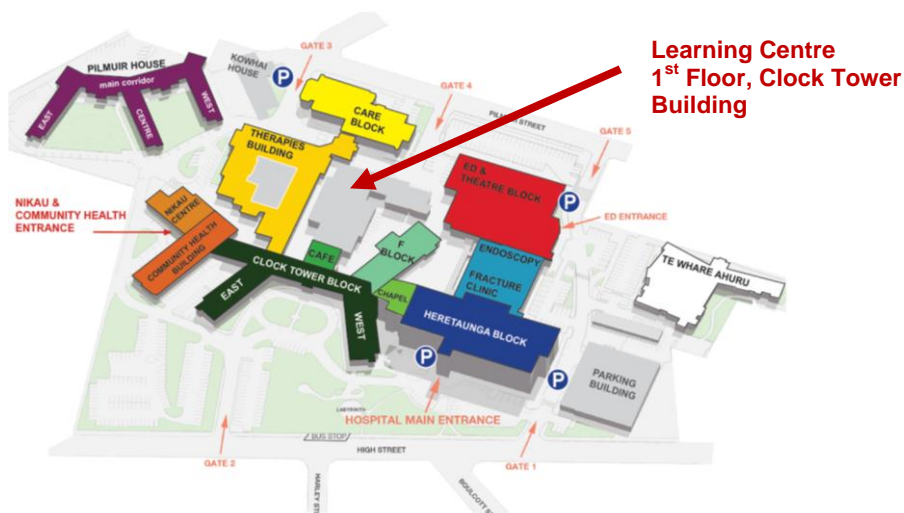 GATE 3
PILMUIR HOUSE
main corridor
KOWHAI
HOUSE
P
Learning Centre
1st Floor, Clock Tower
Building
GATE 4
EAST
CENTRE
WEST
CARE
BLOCK
PILMUIR STREET
GATE 5
THERAPIES
BUILDING
ED &
THEATRE BLOCK
P
ED ENTRANCE
NIKAU &
COMMUNITY HEALTH
ENTRANCE
NIKAU
CENTRE
COMMUNITY HEALTH
BUILDING
CAFE
F
BLOCK
ENDOSCOPY
FRACTURE
CLINIC
TE WHARE AHURU
CLOCK TOWER BLOCK
EAST
WEST
CHAPEL
HERETAUNGA BLOCK
P
P
PARKING
BUILDING
LABYRINTH
HOSPITAL MAIN ENTRANCE
BUS STOP
HIGH STREET
GATE 2
GATE 1